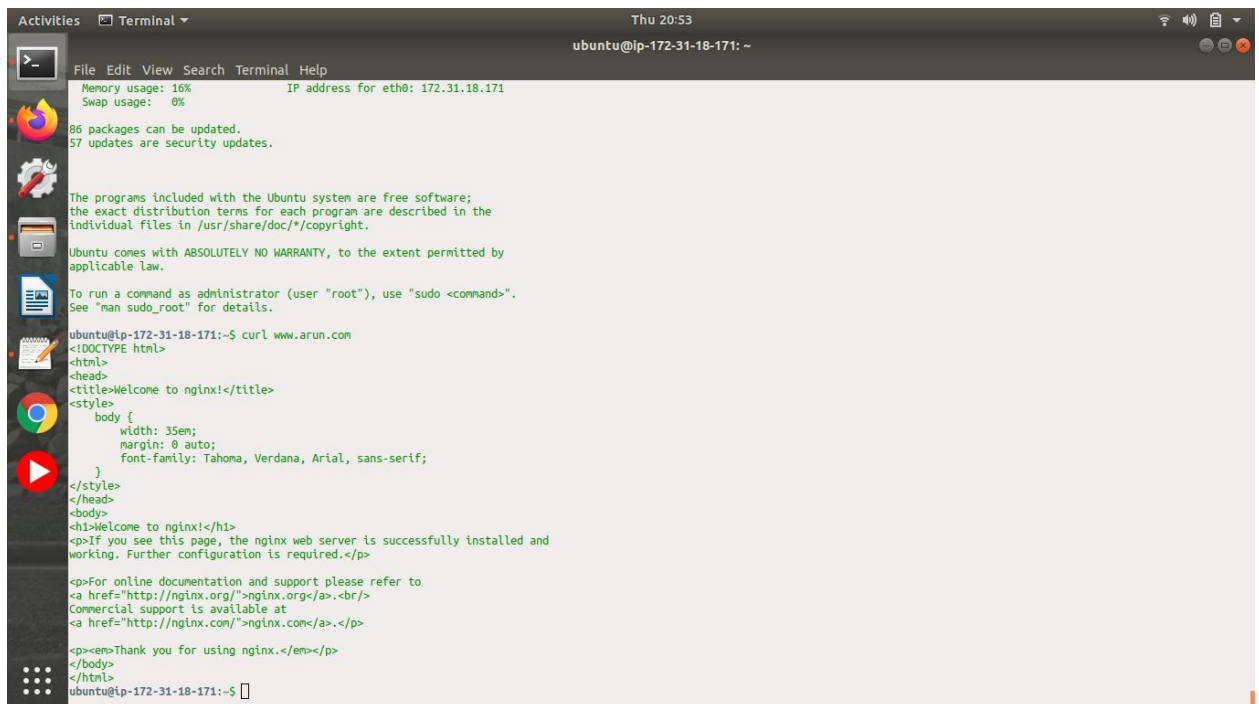 Activities Terminal Thu 20:53
ubuntu@ip-172-31-18-171: ~
File Edit View Search Terminal Help
Memory usage: 16% IP address for eth0: 172.31.18.171
Swap usage: 0%
86 packages can be updated.
57 updates are security updates.
The programs included with the Ubuntu system are free software;
the exact distribution terms for each program are described in the
individual files in /usr/share/doc/*/copyright.
Ubuntu comes with ABSOLUTELY NO WARRANTY, to the extent permitted by
applicable law.
To run a command as administrator (user "root"), use "sudo <command>".
See "man sudo_root" for details.
ubuntu@ip-172-31-18-171:~$ curl www.arun.com
<!DOCTYPE html>
<html>
<head>
<title>Welcome to nginx!</title>
<style>
body {
width: 35em;
margin: 0 auto;
font-family: Tahoma, Verdana, Arial, sans-serif;
}
</style>
</head>
<body>
<h1>Welcome to nginx!</h1>
<p>If you see this page, the nginx web server is successfully installed and
working. Further configuration is required.</p>
<p>For online documentation and support please refer to
<a href="http://nginx.org/">nginx.org</a>.<br/>
Commercial support is available at
<a href="http://nginx.com/">nginx.com</a>.</p>
<p><em>Thank you for using nginx.</em></p>
</body>
</html>
ubuntu@ip-172-31-18-171:~$